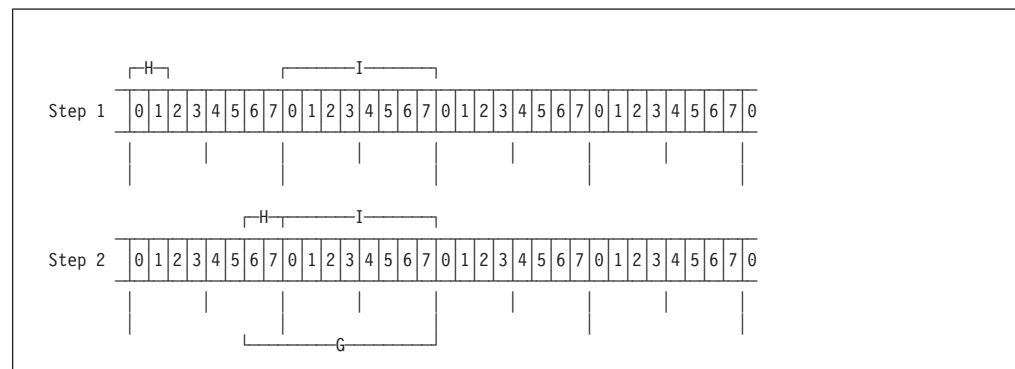 H I
Step 1 0 1 2 3 4 5 6 7 0 1 2 3 4 5 6 7 0 1 2 3 4 5 6 7 0 1 2 3 4 5 6 7 0
H I
Step 2 0 1 2 3 4 5 6 7 0 1 2 3 4 5 6 7 0 1 2 3 4 5 6 7 0 1 2 3 4 5 6 7 0
G